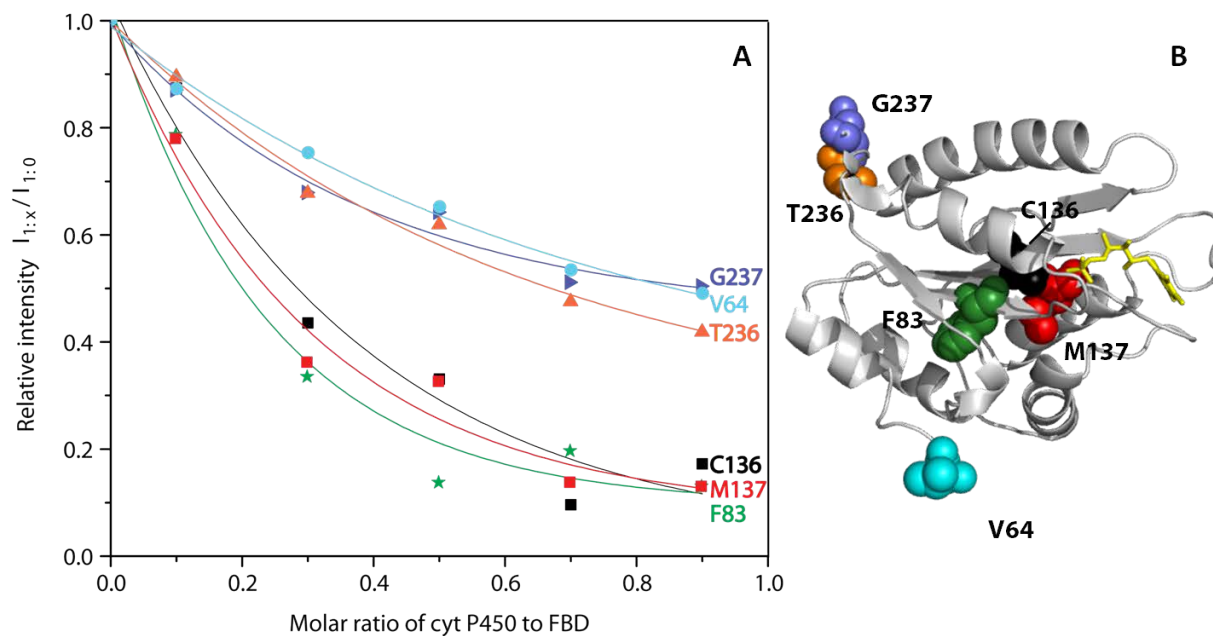 A
B
1.0
0.8
0.6
0.4
0.2
0.0
Relative intensity I1:x / I1:0
G237
V64
T236
C136
M137
F83
0.0 0.2 0.4 0.6 0.8 1.0
Molar ratio of cyt P450 to FBD
G237
T236
C136
F83
M137
V64